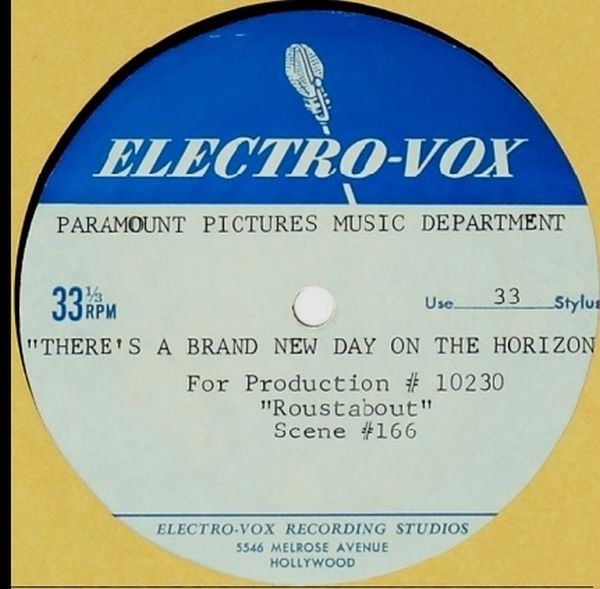 ELECTRO-VOX
PARAMOUNT PICTURES MUSIC DEPARTMENT
33⅓ RPM
Use 33 Stylus
"THERE'S A BRAND NEW DAY ON THE HORIZON
For Production # 10230
"Roustabout"
Scene #166
ELECTRO-VOX RECORDING STUDIOS
5546 MELROSE AVENUE
HOLLYWOOD